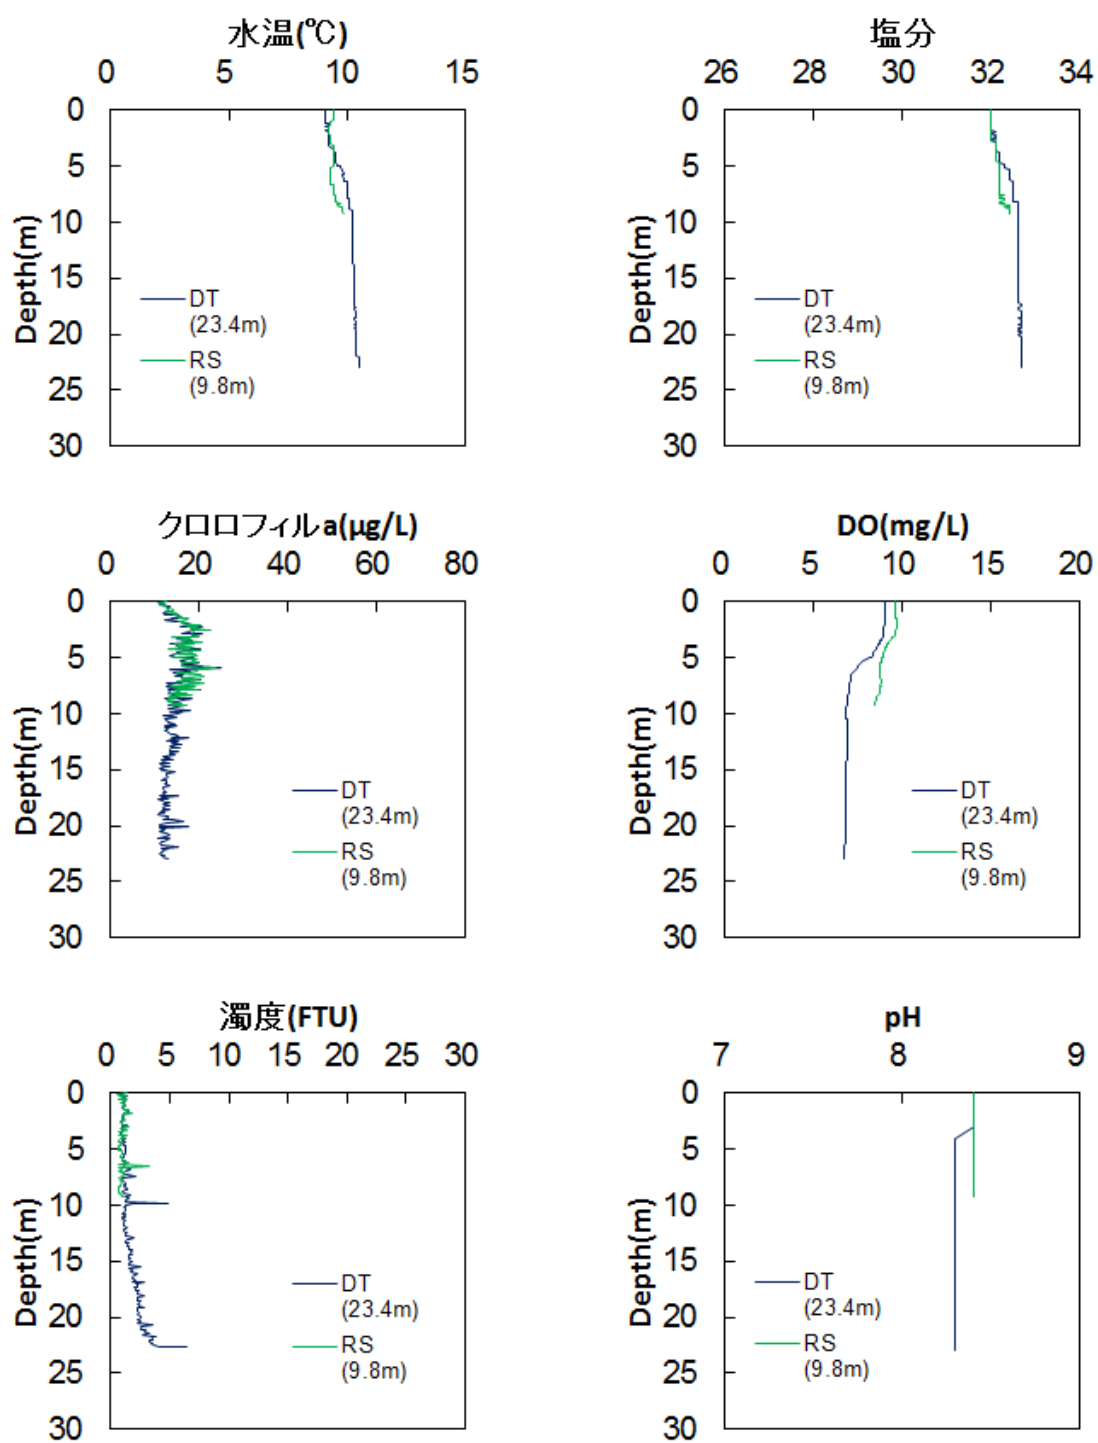 水温(℃)
0 5 10 15
0
5
10
15
20
25
30
Depth(m)
DT
(23.4m)
RS
(9.8m)
塩分
26 28 30 32 34
0
5
10
15
20
25
30
Depth(m)
DT
(23.4m)
RS
(9.8m)
クロロフィルa(μg/L)
0 20 40 60 80
0
5
10
15
20
25
30
Depth(m)
DT
(23.4m)
RS
(9.8m)
DO(mg/L)
0 5 10 15 20
0
5
10
15
20
25
30
Depth(m)
DT
(23.4m)
RS
(9.8m)
濁度(FTU)
0 5 10 15 20 25 30
0
5
10
15
20
25
30
Depth(m)
DT
(23.4m)
RS
(9.8m)
pH
7 8 9
0
5
10
15
20
25
30
Depth(m)
DT
(23.4m)
RS
(9.8m)